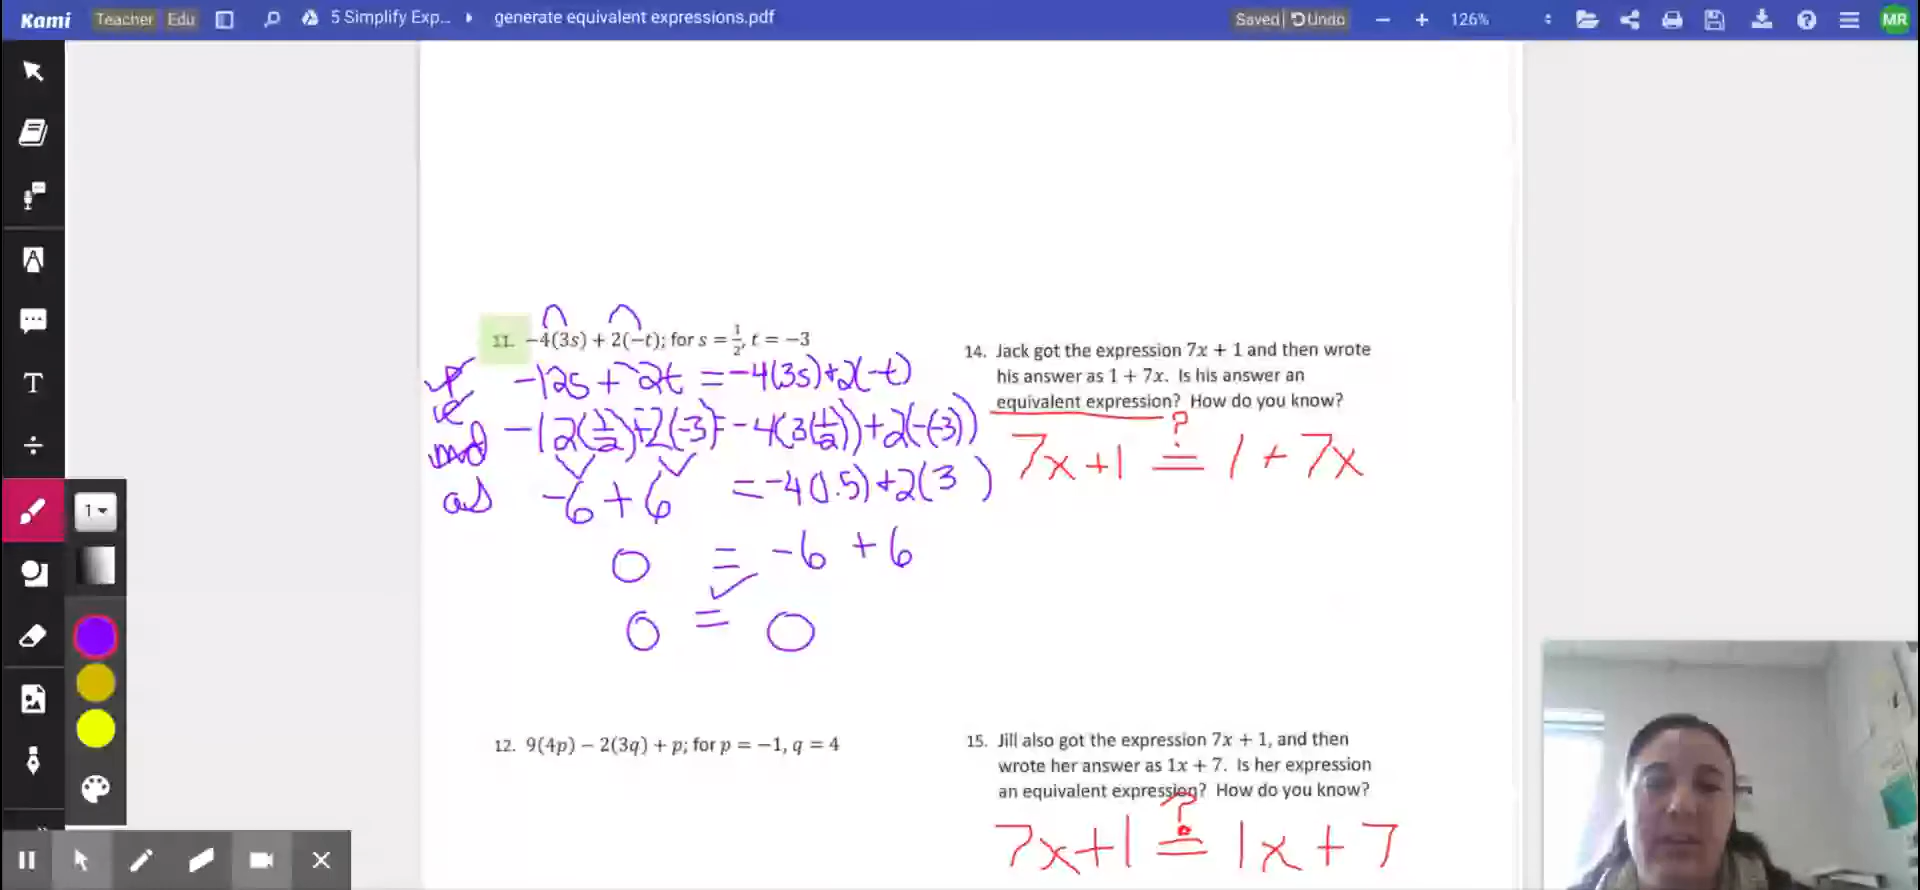 Kami Teacher Edu 5 Simplify Exp... generate equivalent expressions.pdf Saved Undo 126% MR
11. −4(3s) + 2(−t); for s = 1/2, t = −3
-12s + -2t = -4(3s)+2(-t)
-12(1/2)+-2(-3) = -4(3(1/2))+2(-(-3))
md
as
-6 + 6 = -4(1.5)+2(3)
0 = -6 + 6
0 = 0
12. 9(4p) − 2(3q) + p; for p = −1, q = 4
14. Jack got the expression 7x + 1 and then wrote
his answer as 1 + 7x. Is his answer an
equivalent expression? How do you know?
?
7x+1 = 1 + 7x
15. Jill also got the expression 7x + 1, and then
wrote her answer as 1x + 7. Is her expression
an equivalent expression? How do you know?
?
7x+1 = 1x + 7
T
1